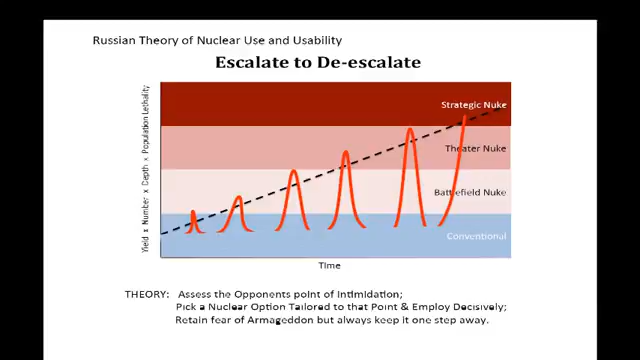 Russian Theory of Nuclear Use and Usability
Escalate to De-escalate
Yield x Number x Depth x Population Lethality
Strategic Nuke
Theater Nuke
Battlefield Nuke
Conventional
Time
THEORY: Assess the Opponents point of Intimidation;
Pick a Nuclear Option Tailored to that Point & Employ Decisively;
Retain fear of Armageddon but always keep it one step away.